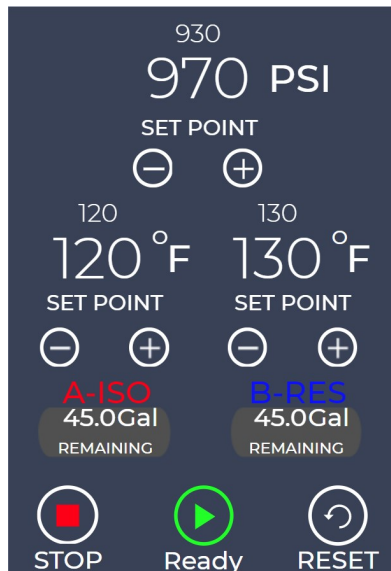 930
970 PSI
SET POINT
120 130
120 °F 130 °F
SET POINT SET POINT
A-ISO B-RES
45.0Gal 45.0Gal
REMAINING REMAINING
STOP Ready RESET